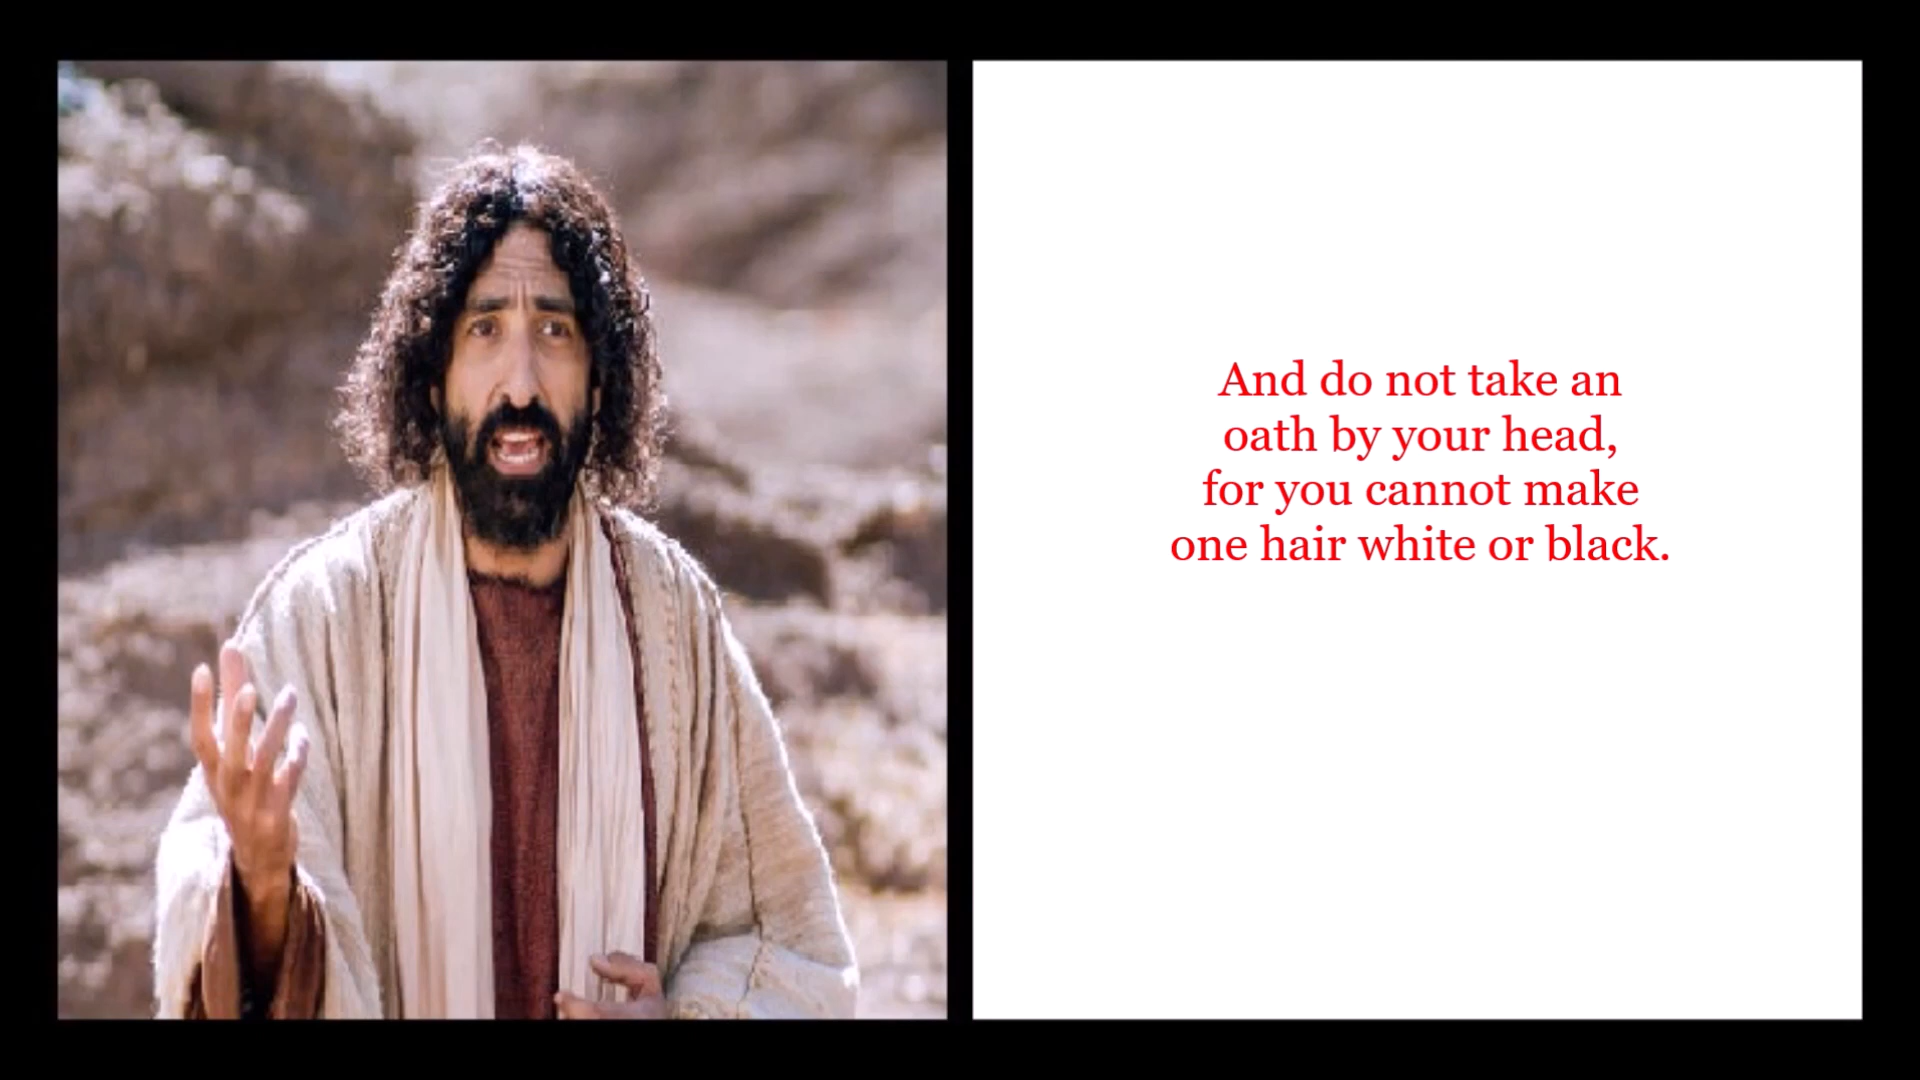 And do not take an
oath by your head,
for you cannot make
one hair white or black.